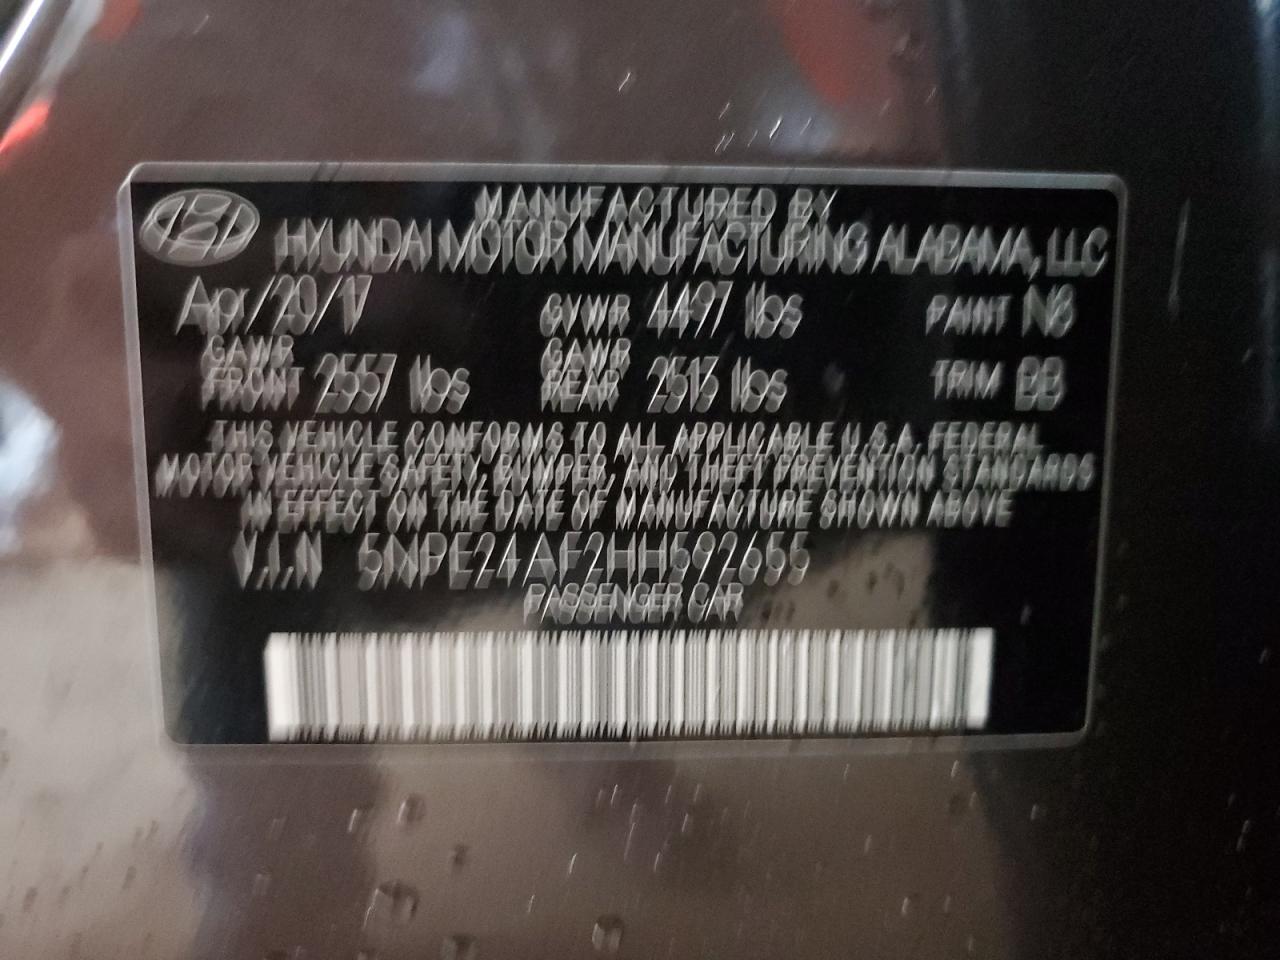 MANUFACTURED BY
HYUNDAI MOTOR MANUFACTURING ALABAMA, LLC
Apr/20/17 GVWR 4497 lbs PAINT
GAWR GAWR
FRONT 2557 lbs REAR 2513 lbs TRIM
THIS VEHICLE CONFORMS TO ALL APPLICABLE U.S.A. FEDERAL
MOTOR VEHICLE SAFETY, BUMPER, AND THEFT PREVENTION STANDARDS
IN EFFECT ON THE DATE OF MANUFACTURE SHOWN ABOVE
V.I.N 5NPE24AF2HH592655
PASSENGER CAR